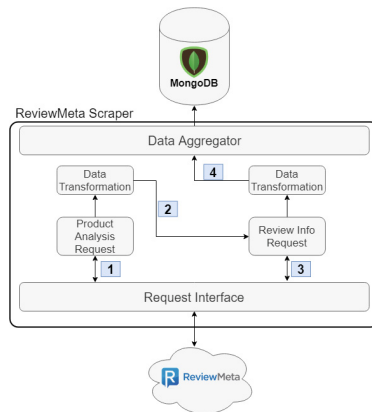 MongoDB
ReviewMeta Scraper
Data Aggregator
Data
Transformation
4
Data
Transformation
2
Product
Analysis
Request
Review Info
Request
1
3
Request Interface
R ReviewMeta